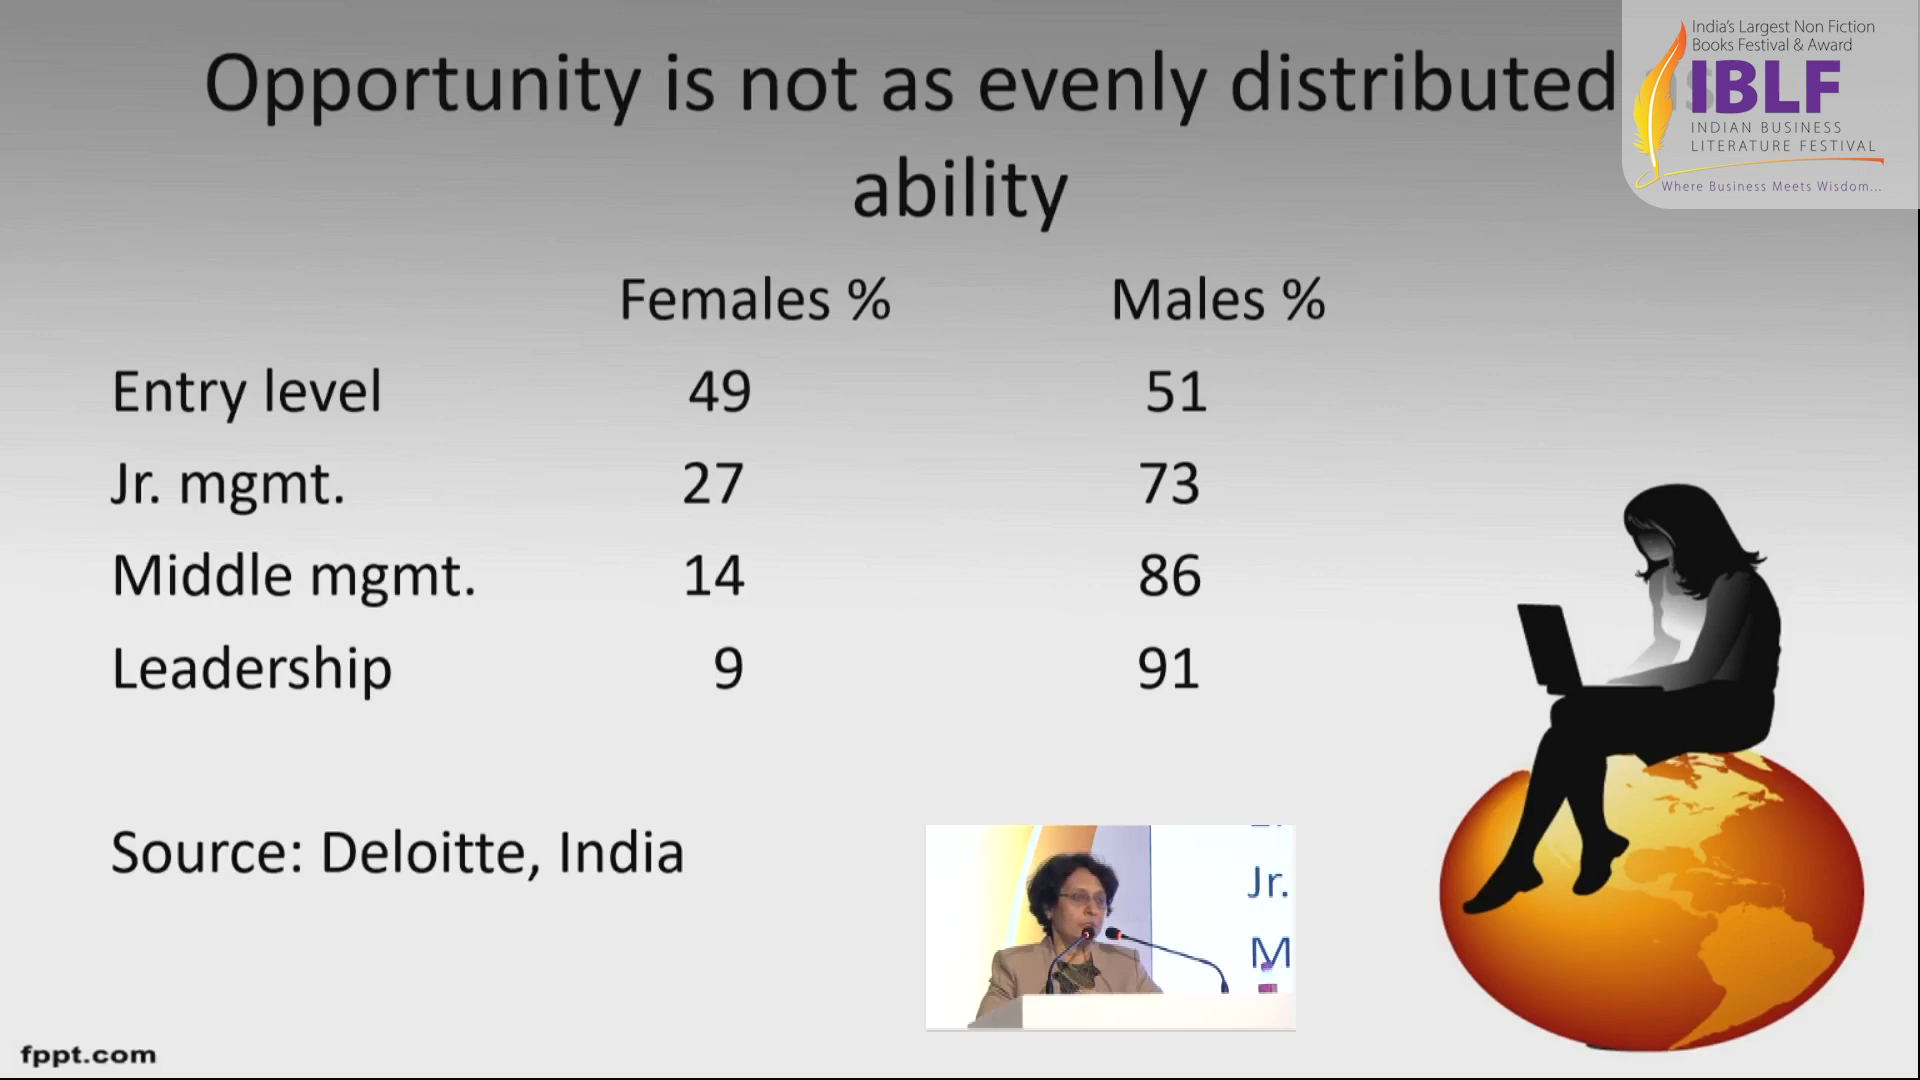 Opportunity is not as evenly distributed
ability
India's Largest Non Fiction
Books Festival & Award
IBLF
INDIAN BUSINESS
LITERATURE FESTIVAL
Where Business Meets Wisdom...
Females % Males %
Entry level 49 51
Jr. mgmt. 27 73
Middle mgmt. 14 86
Leadership 9 91
Source: Deloitte, India
Jr.
M
fppt.com